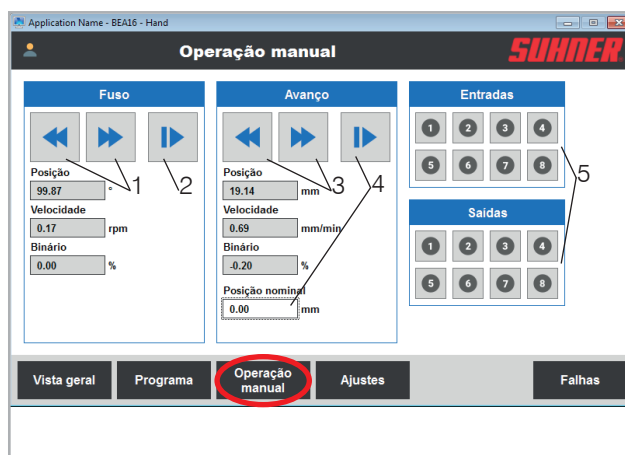 Application Name - BEA16 - Hand
Operação manual
SUHNER
Fuso
Posição
99.87 °
Velocidade
0.17 rpm
Binário
0.00 %
1
2
Avanço
Posição
19.14 mm
Velocidade
0.69 mm/min
Binário
-0.20 %
Posição nominal
0.00 mm
3
4
Entradas
1 2 3 4
5 6 7 8
Saídas
1 2 3 4
5 6 7 8
5
Vista geral
Programa
Operação
manual
Ajustes
Falhas